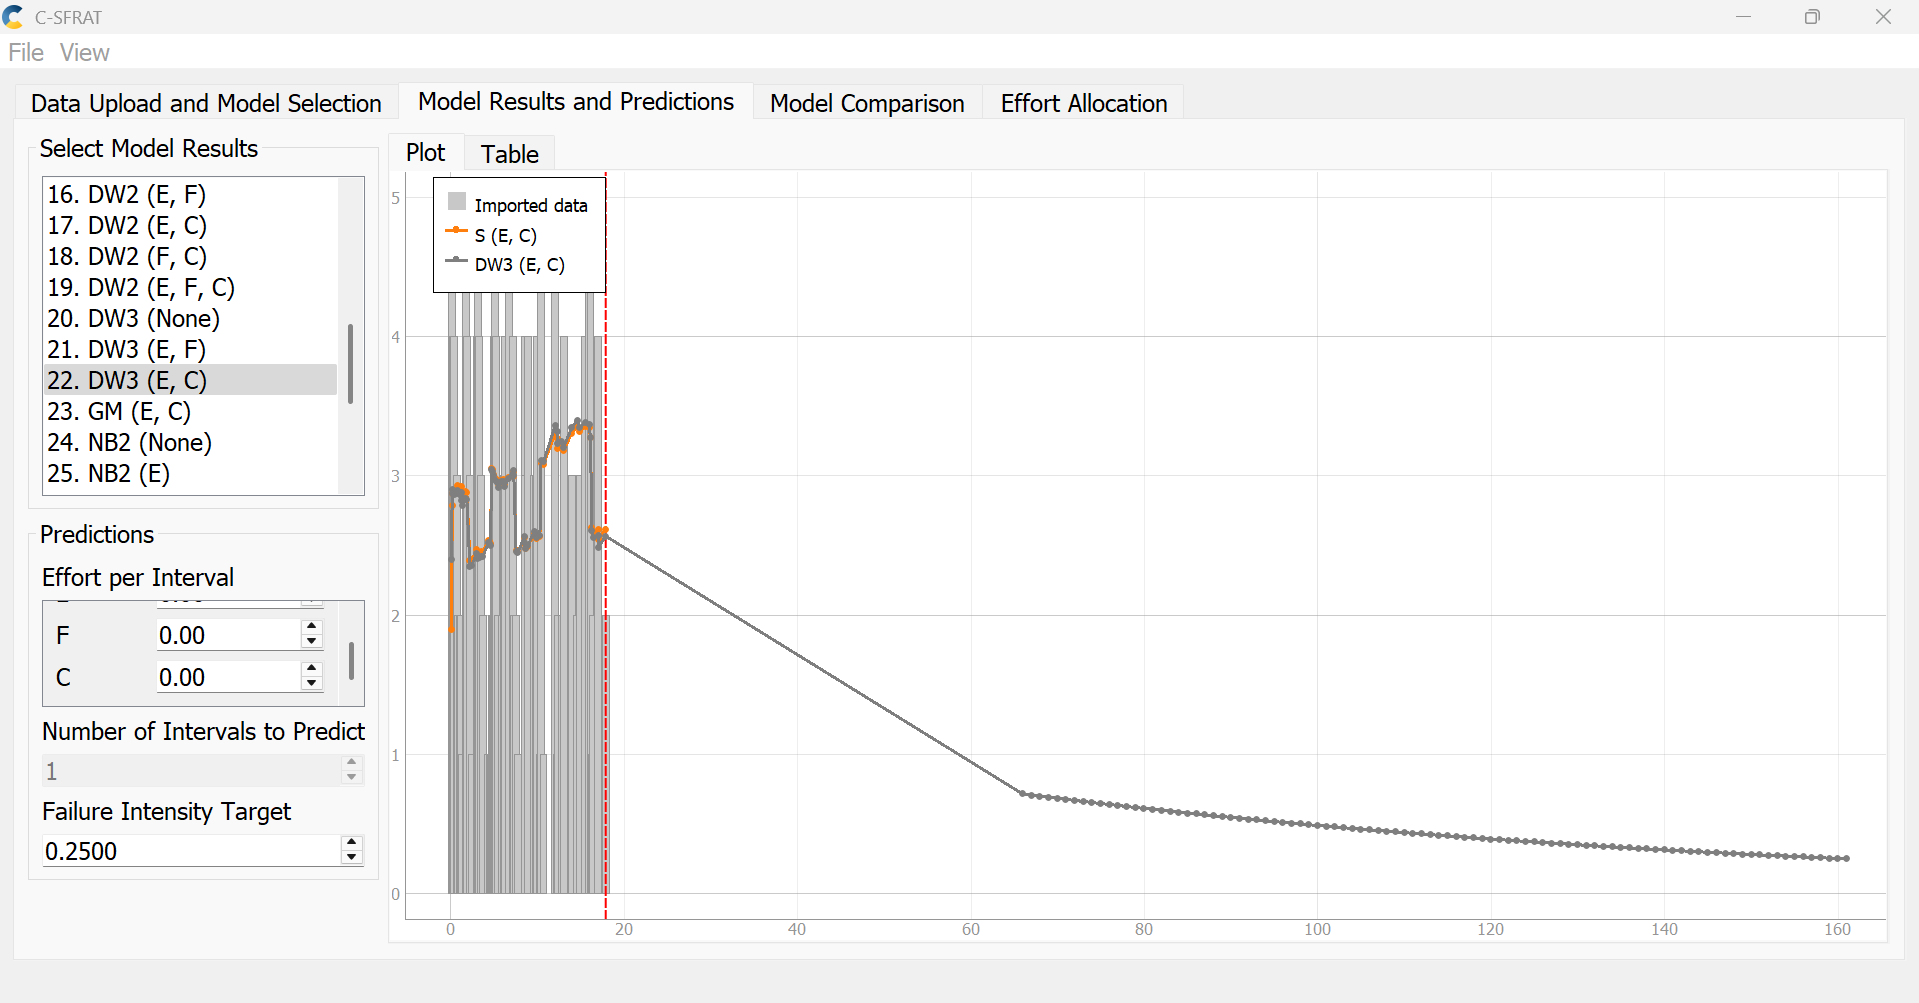 C-SFRAT
File View
Data Upload and Model Selection
Model Results and Predictions
Model Comparison
Effort Allocation
Select Model Results
16. DW2 (E, F)
17. DW2 (E, C)
18. DW2 (F, C)
19. DW2 (E, F, C)
20. DW3 (None)
21. DW3 (E, F)
22. DW3 (E, C)
23. GM (E, C)
24. NB2 (None)
25. NB2 (E)
Predictions
Effort per Interval
F 0.00
C 0.00
Number of Intervals to Predict
1
Failure Intensity Target
0.2500
Plot
Table
Imported data
S (E, C)
DW3 (E, C)
5
4
3
2
1
0
0 20 40 60 80 100 120 140 160